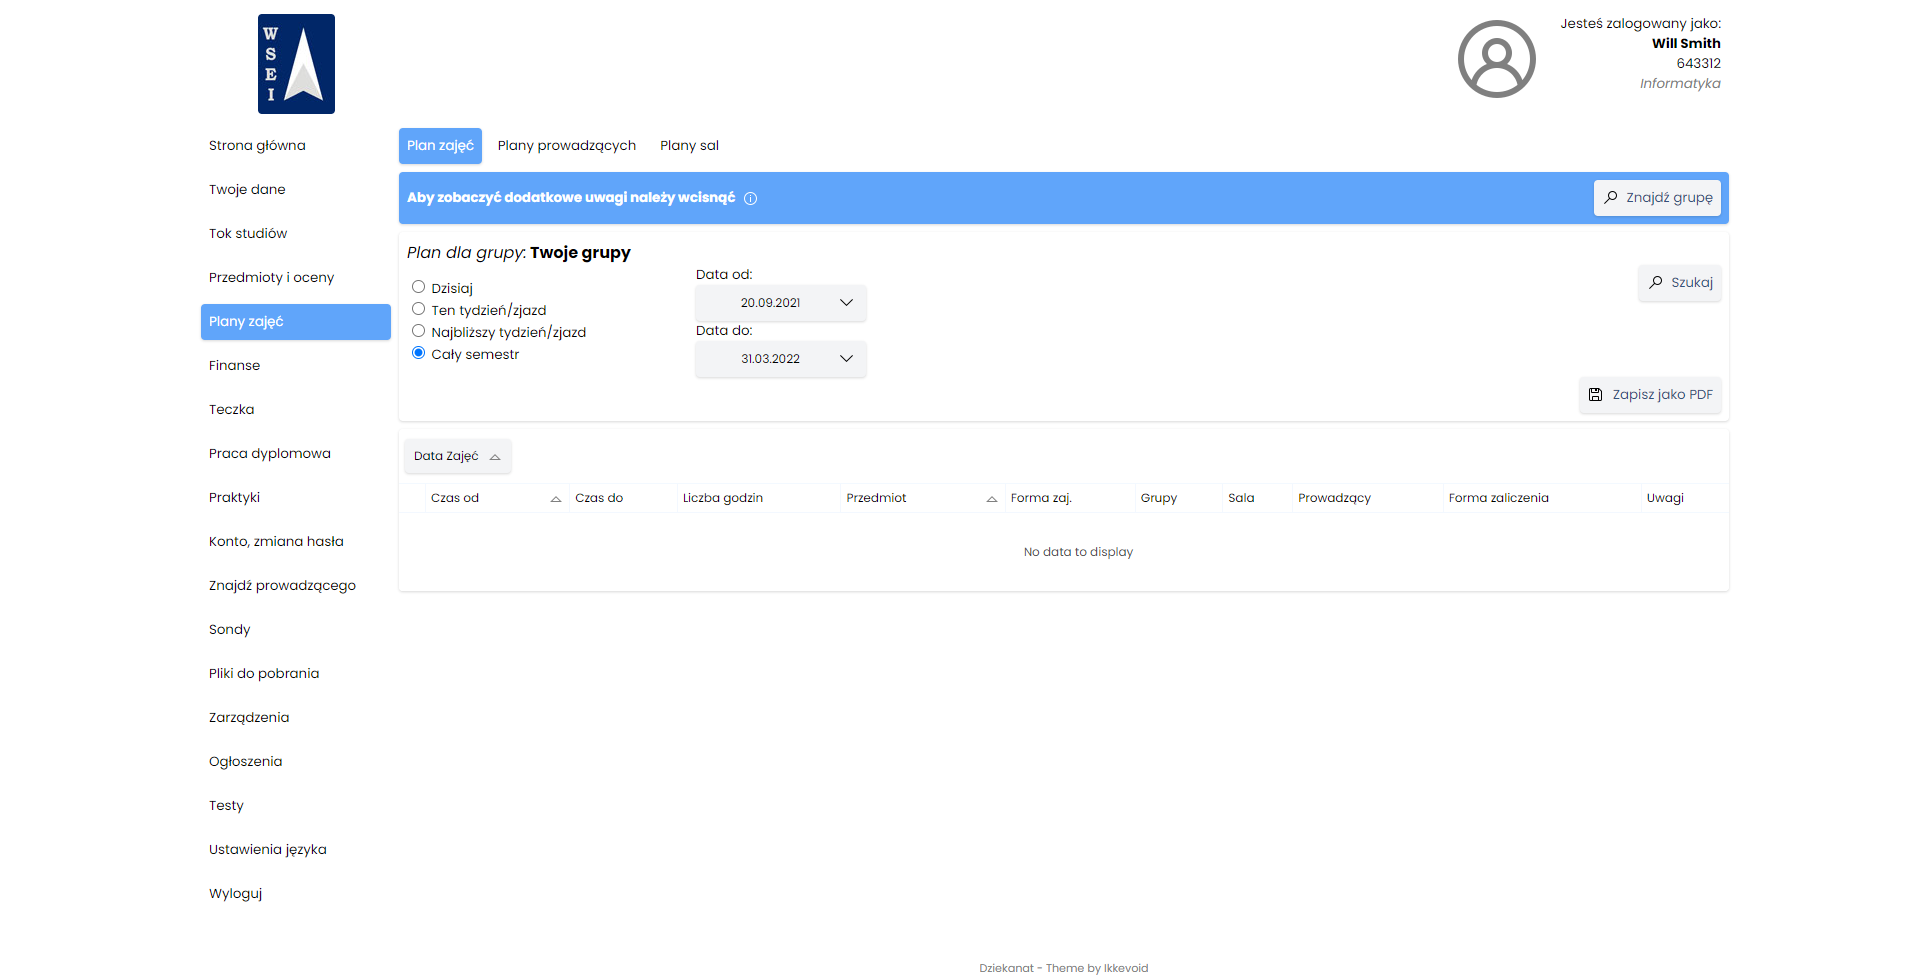 W
S
E
I
Jesteś zalogowany jako:
Will Smith
643312
Informatyka
Strona główna
Twoje dane
Tok studiów
Przedmioty i oceny
Plany zajęć
Finanse
Teczka
Praca dyplomowa
Praktyki
Konto, zmiana hasła
Znajdź prowadzącego
Sondy
Pliki do pobrania
Zarządzenia
Ogłoszenia
Testy
Ustawienia języka
Wyloguj
Plan zajęć Plany prowadzących Plany sal
Aby zobaczyć dodatkowe uwagi należy wcisnąć
Znajdź grupę
Plan dla grupy: Twoje grupy
Dzisiaj
Ten tydzień/zjazd
Najbliższy tydzień/zjazd
Cały semestr
Data od:
20.09.2021
Data do:
31.03.2022
Szukaj
Zapisz jako PDF
Data Zajęć
Czas od Czas do Liczba godzin Przedmiot Forma zaj. Grupy Sala Prowadzący Forma zaliczenia Uwagi
No data to display
Dziekanat - Theme by Ikkevoid